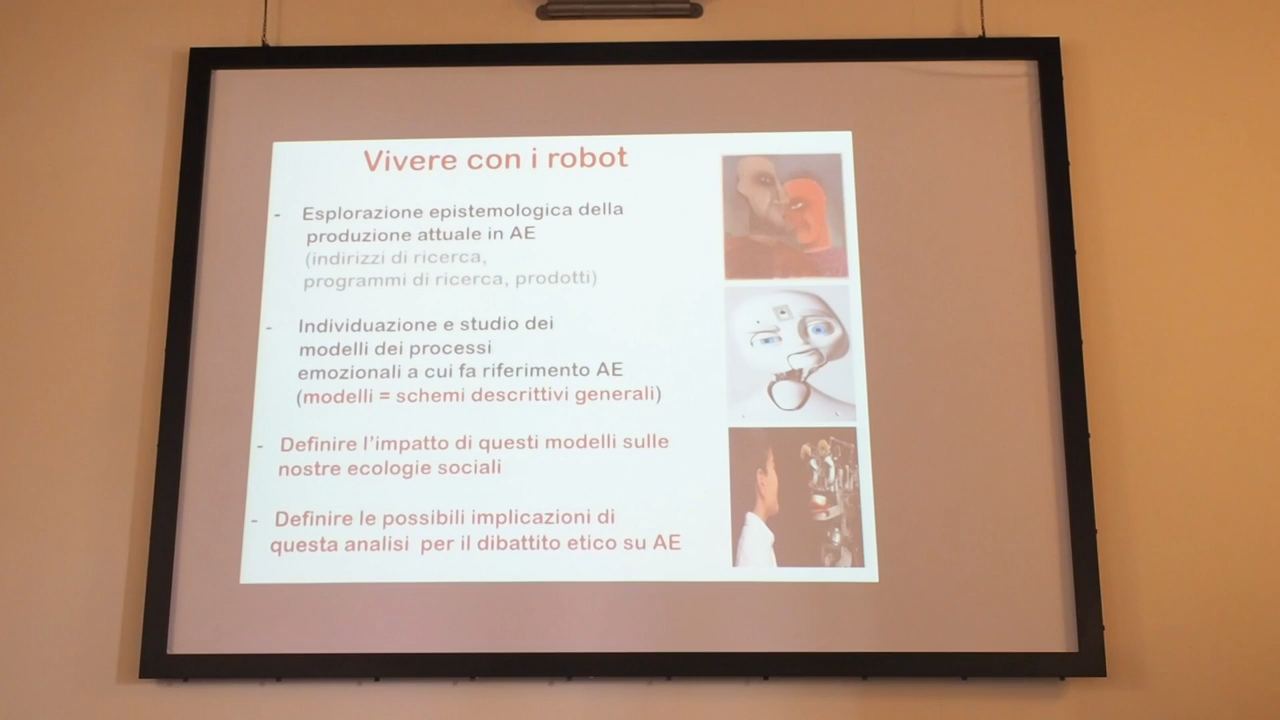 Vivere con i robot
- Esplorazione epistemologica della
produzione attuale in AE
(indirizzi di ricerca,
programmi di ricerca, prodotti)
- Individuazione e studio dei
modelli dei processi
emozionali a cui fa riferimento AE
(modelli = schemi descrittivi generali)
- Definire l'impatto di questi modelli sulle
nostre ecologie sociali
- Definire le possibili implicazioni di
questa analisi per il dibattito etico su AE